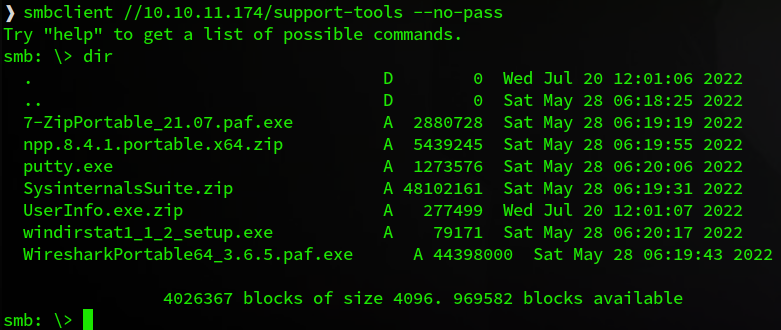 ❯ smbclient //10.10.11.174/support-tools --no-pass
Try "help" to get a list of possible commands.
smb: \> dir
  .                                   D        0  Wed Jul 20 12:01:06 2022
  ..                                  D        0  Sat May 28 06:18:25 2022
  7-ZipPortable_21.07.paf.exe         A  2880728  Sat May 28 06:19:19 2022
  npp.8.4.1.portable.x64.zip          A  5439245  Sat May 28 06:19:55 2022
  putty.exe                           A  1273576  Sat May 28 06:20:06 2022
  SysinternalsSuite.zip               A 48102161  Sat May 28 06:19:31 2022
  UserInfo.exe.zip                    A   277499  Wed Jul 20 12:01:07 2022
  windirstat1_1_2_setup.exe           A    79171  Sat May 28 06:20:17 2022
  WiresharkPortable64_3.6.5.paf.exe      A 44398000  Sat May 28 06:19:43 2022
                4026367 blocks of size 4096. 969582 blocks available
smb: \>